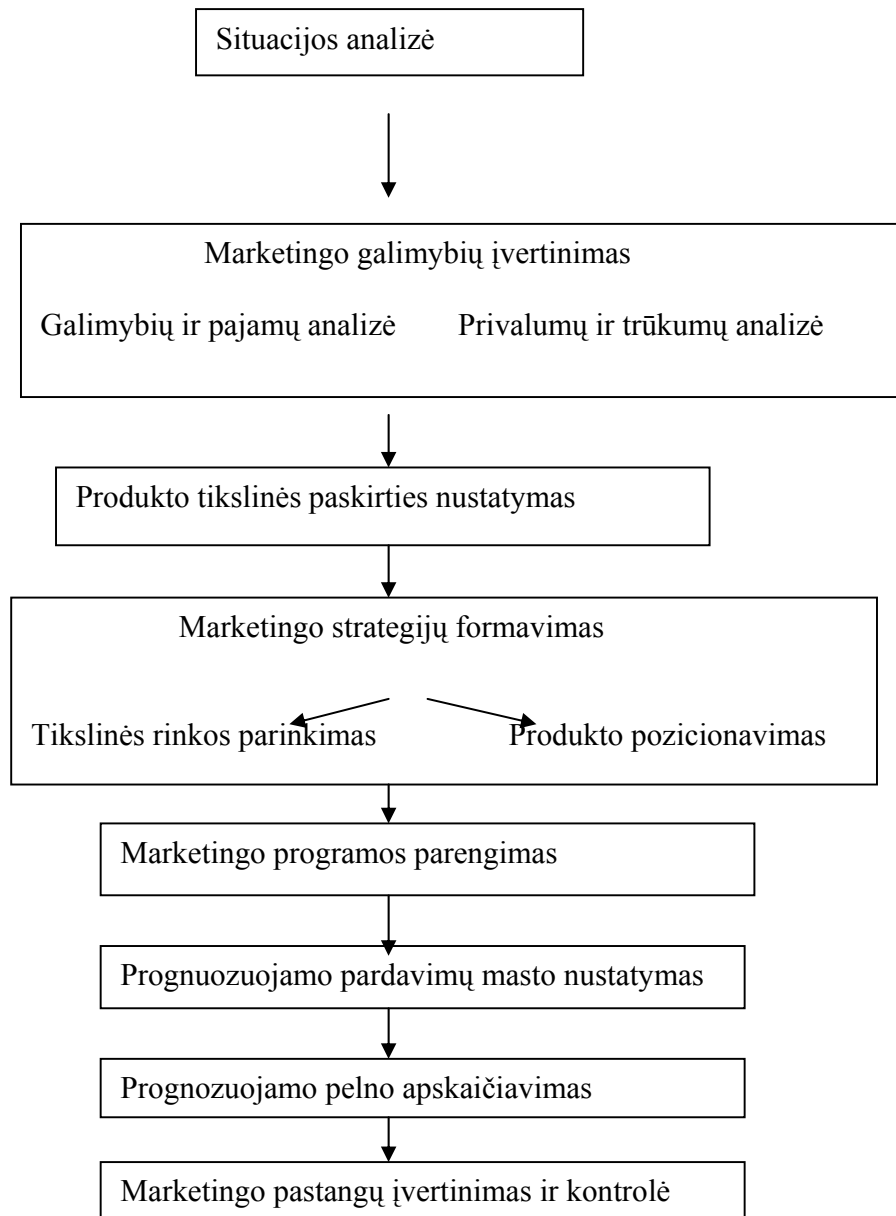 Situacijos analizė
Marketingo galimybių įvertinimas
Galimybių ir pajamų analizė Privalumų ir trūkumų analizė
Produkto tikslinės paskirties nustatymas
Marketingo strategijų formavimas
Tikslinės rinkos parinkimas Produkto pozicionavimas
Marketingo programos parengimas
Prognuozuojamo pardavimų masto nustatymas
Prognozuojamo pelno apskaičiavimas
Marketingo pastangų įvertinimas ir kontrolė